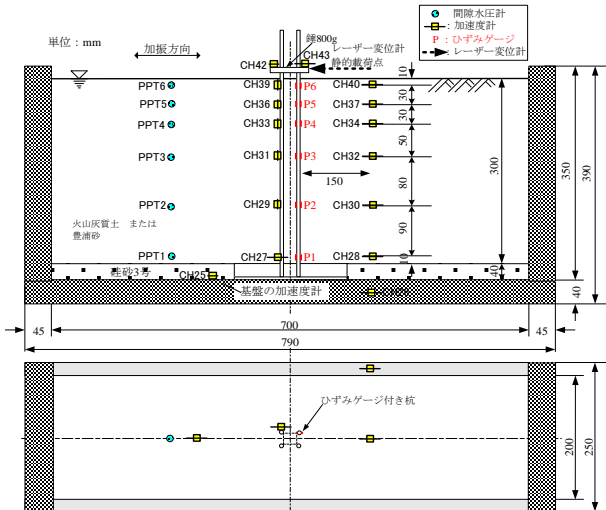 単位：mm
加振方向
錘800g
CH43
レーザー変位計
静的載荷点
CH42
間隙水圧計
：加速度計
P：ひずみゲージ
：レーザー変位計
PPT6
CH39
P6
CH40
10
PPT5
CH36
P5
CH37
30
PPT4
CH33
P4
CH34
30
PPT3
CH31
P3
CH32
50
150
80
300
350
390
PPT2
CH29
P2
CH30
火山灰質土 または
豊浦砂
90
PPT1
CH27
P1
CH28
10
硅砂3号
CH25
40
基盤の加速度計
40
45
700
45
790
ひずみゲージ付き杭
200
250